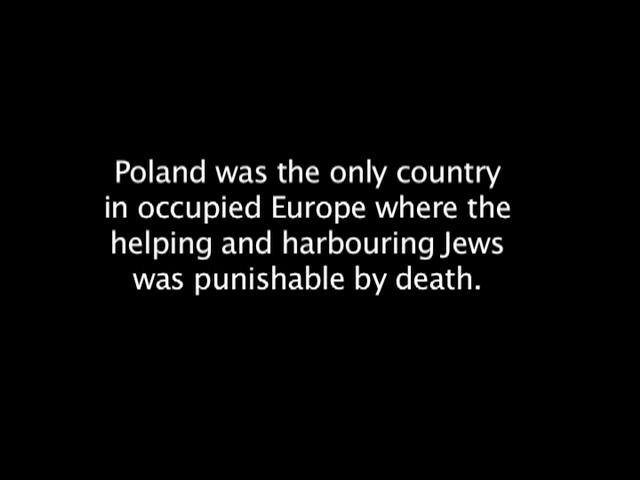 Poland was the only country
in occupied Europe where the
helping and harbouring Jews
was punishable by death.